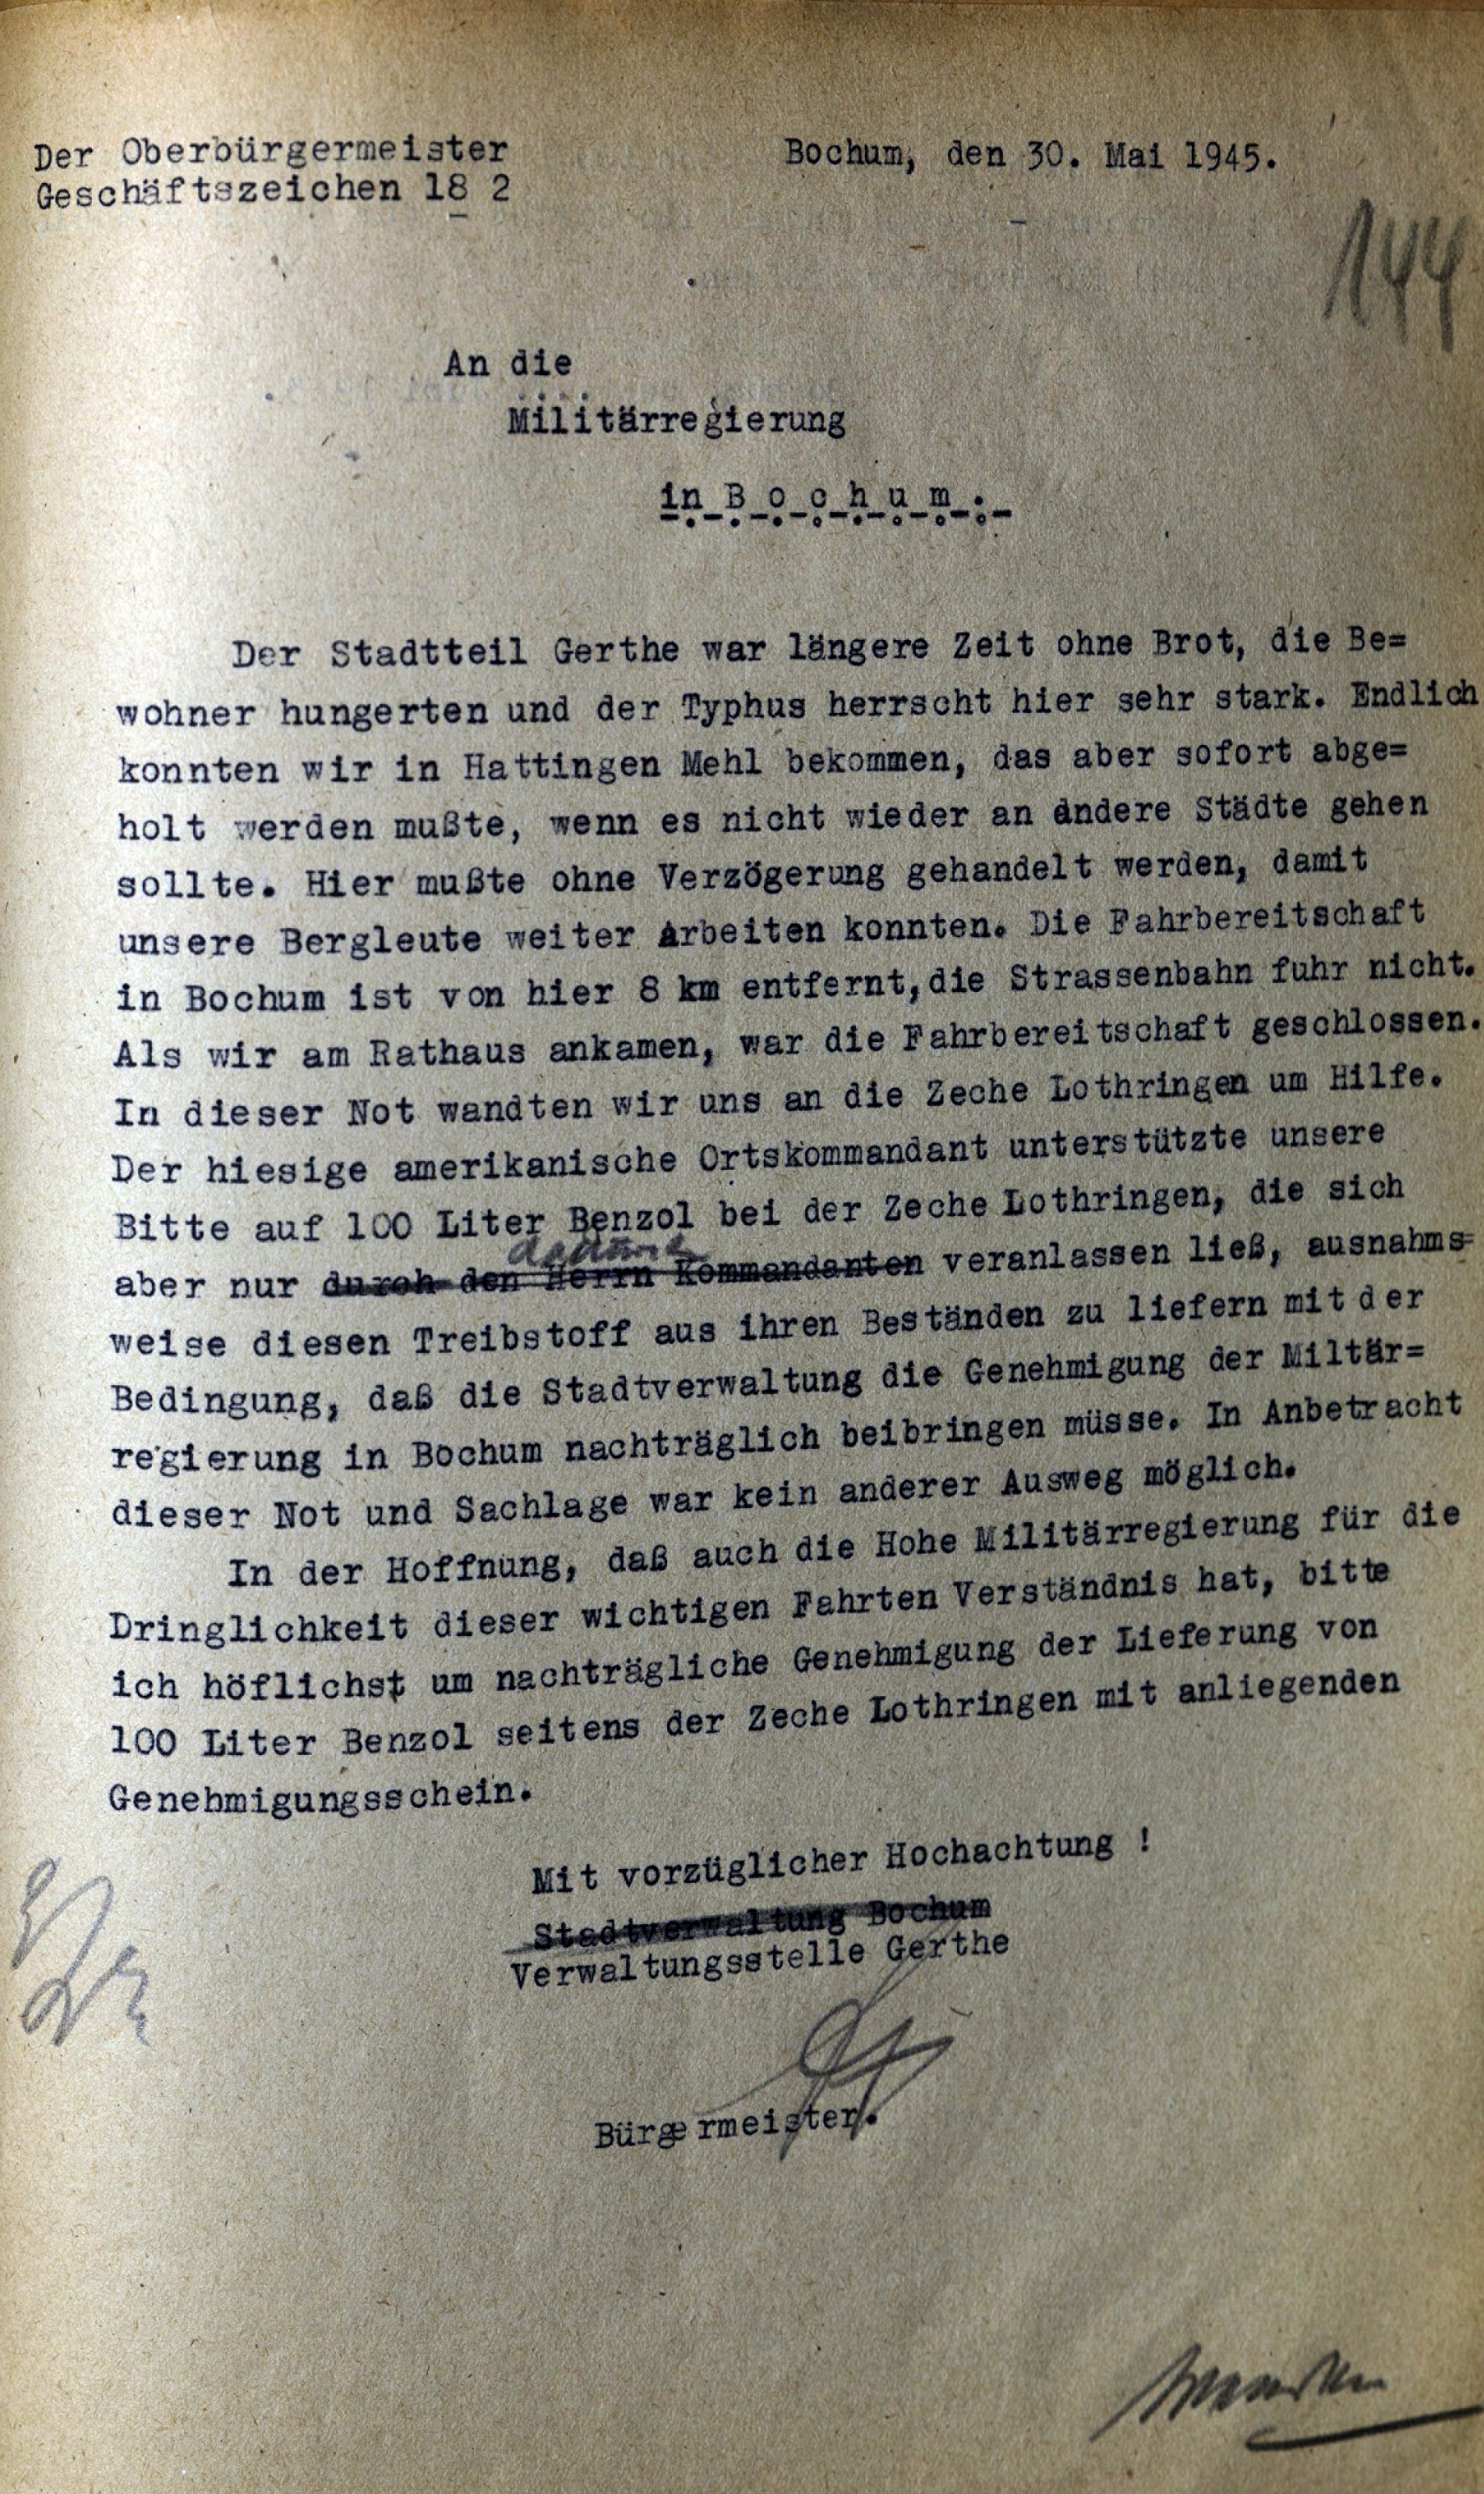 Der Oberbürgermeister
Geschäftszeichen 18 2
Bochum, den 30. Mai 1945.
144
An die
Militärregierung
in B o c h u m .
Der Stadtteil Gerthe war längere Zeit ohne Brot, die Be=
wohner hungerten und der Typhus herrscht hier sehr stark. Endlich
konnten wir in Hattingen Mehl bekommen, das aber sofort abge=
holt werden mußte, wenn es nicht wieder an andere Städte gehen
sollte. Hier mußte ohne Verzögerung gehandelt werden, damit
unsere Bergleute weiter Arbeiten konnten. Die Fahrbereitschaft
in Bochum ist von hier 8 km entfernt,die Strassenbahn fuhr nicht.
Als wir am Rathaus ankamen, war die Fahrbereitschaft geschlossen.
In dieser Not wandten wir uns an die Zeche Lothringen um Hilfe.
Der hiesige amerikanische Ortskommandant unterstützte unsere
Bitte auf 100 Liter Benzol bei der Zeche Lothringen, die sich
dadurch
aber nur durch den Herrn Kommandanten veranlassen ließ, ausnahms=
weise diesen Treibstoff aus ihren Beständen zu liefern mit der
Bedingung, daß die Stadtverwaltung die Genehmigung der Miltär=
regierung in Bochum nachträglich beibringen müsse. In Anbetracht
dieser Not und Sachlage war kein anderer Ausweg möglich.
In der Hoffnung, daß auch die Hohe Militärregierung für die
Dringlichkeit dieser wichtigen Fahrten Verständnis hat, bitte
ich höflichst um nachträgliche Genehmigung der Lieferung von
100 Liter Benzol seitens der Zeche Lothringen mit anliegenden
Genehmigungsschein.
Mit vorzüglicher Hochachtung !
Stadtverwaltung Bochum
Verwaltungsstelle Gerthe
Bürgermeister.